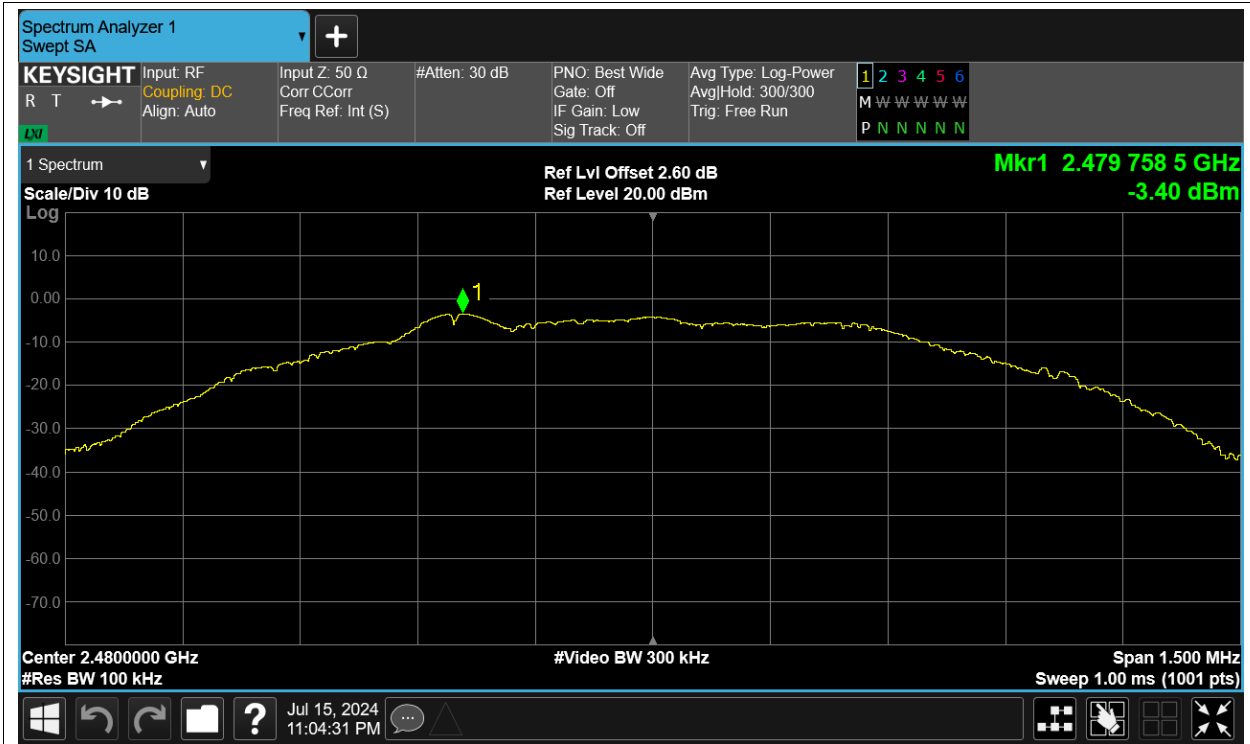 Spectrum Analyzer 1
Swept SA
KEYSIGHT
R T
LXI
Input: RF
Coupling: DC
Align: Auto
Input Z: 50 Ω
Corr CCorr
Freq Ref: Int (S)
#Atten: 30 dB
PNO: Best Wide
Gate: Off
IF Gain: Low
Sig Track: Off
Avg Type: Log-Power
Avg|Hold: 300/300
Trig: Free Run
1 2 3 4 5 6
M W W W W W
P N N N N N
1 Spectrum
Scale/Div 10 dB
Ref Lvl Offset 2.60 dB
Ref Level 20.00 dBm
Mkr1 2.479 758 5 GHz
-3.40 dBm
Log
10.0
0.00
-10.0
-20.0
-30.0
-40.0
-50.0
-60.0
-70.0
1
Center 2.4800000 GHz
#Res BW 100 kHz
#Video BW 300 kHz
Span 1.500 MHz
Sweep 1.00 ms (1001 pts)
?
Jul 15, 2024
11:04:31 PM